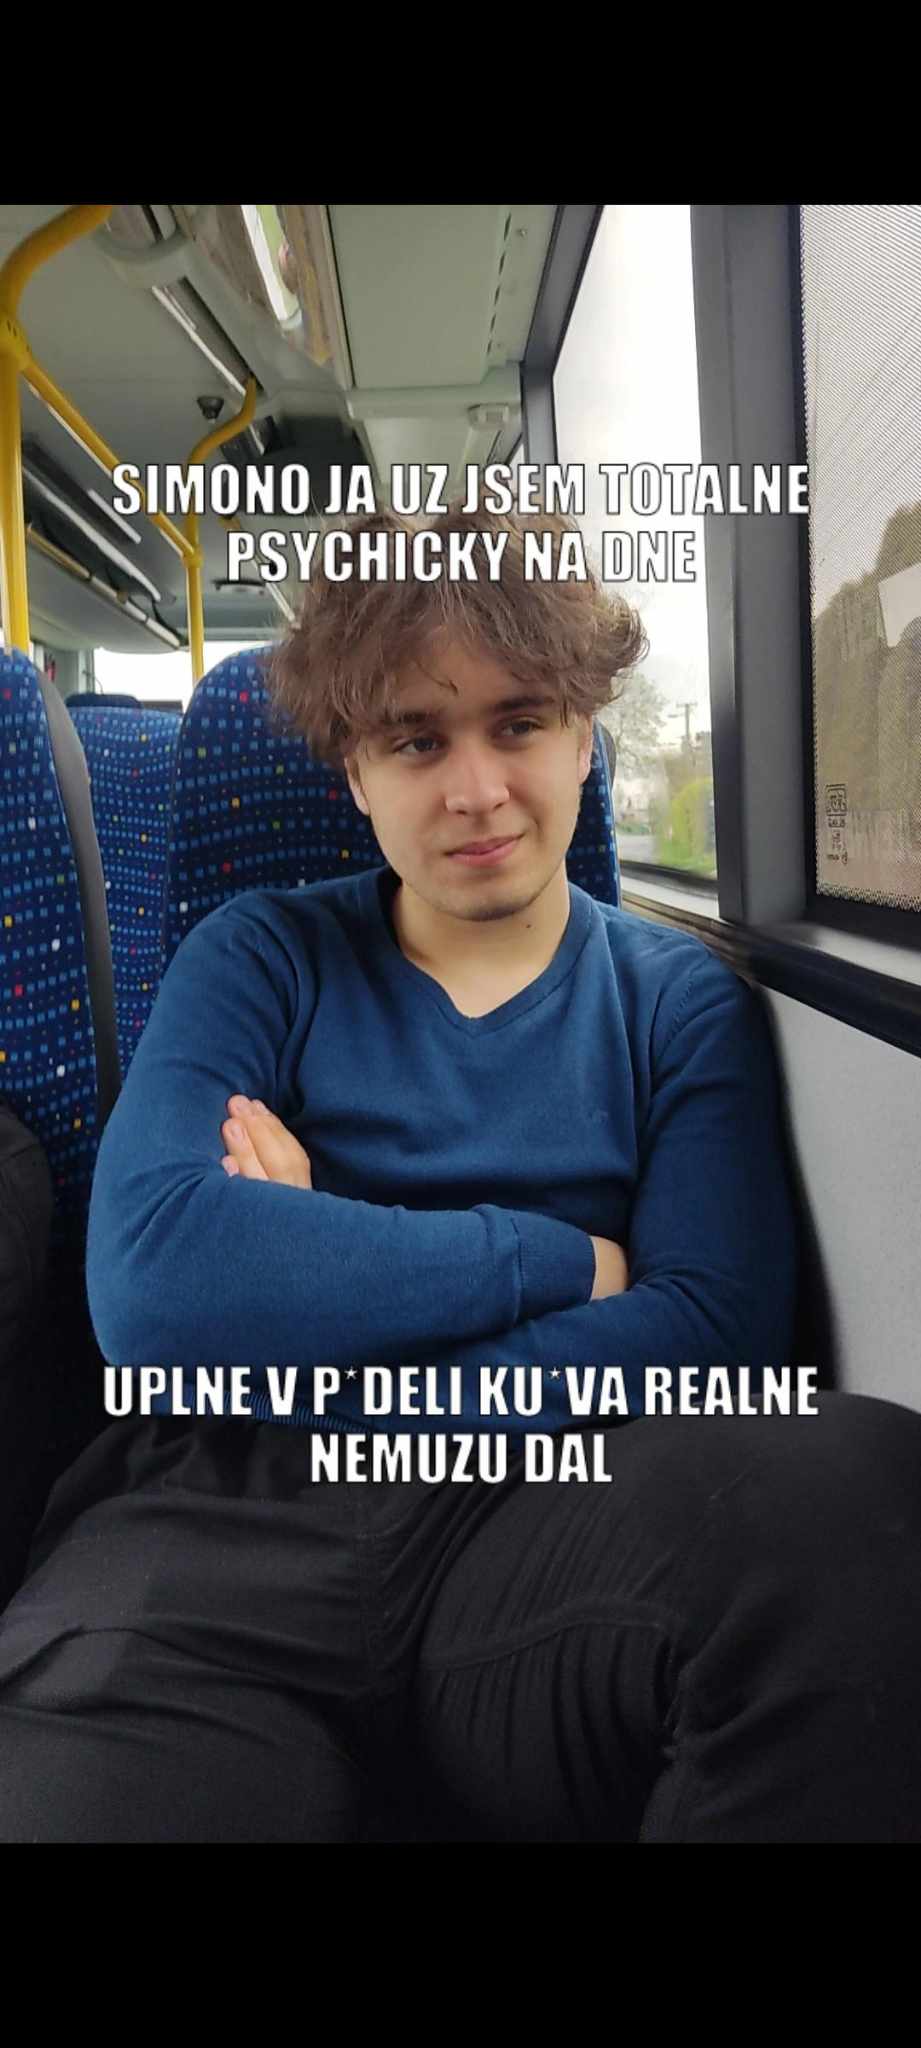 SIMONO JA UZ JSEM TOTALNE
PSYCHICKY NA DNE
UPLNE V P*DELI KU*VA REALNE
NEMUZU DAL